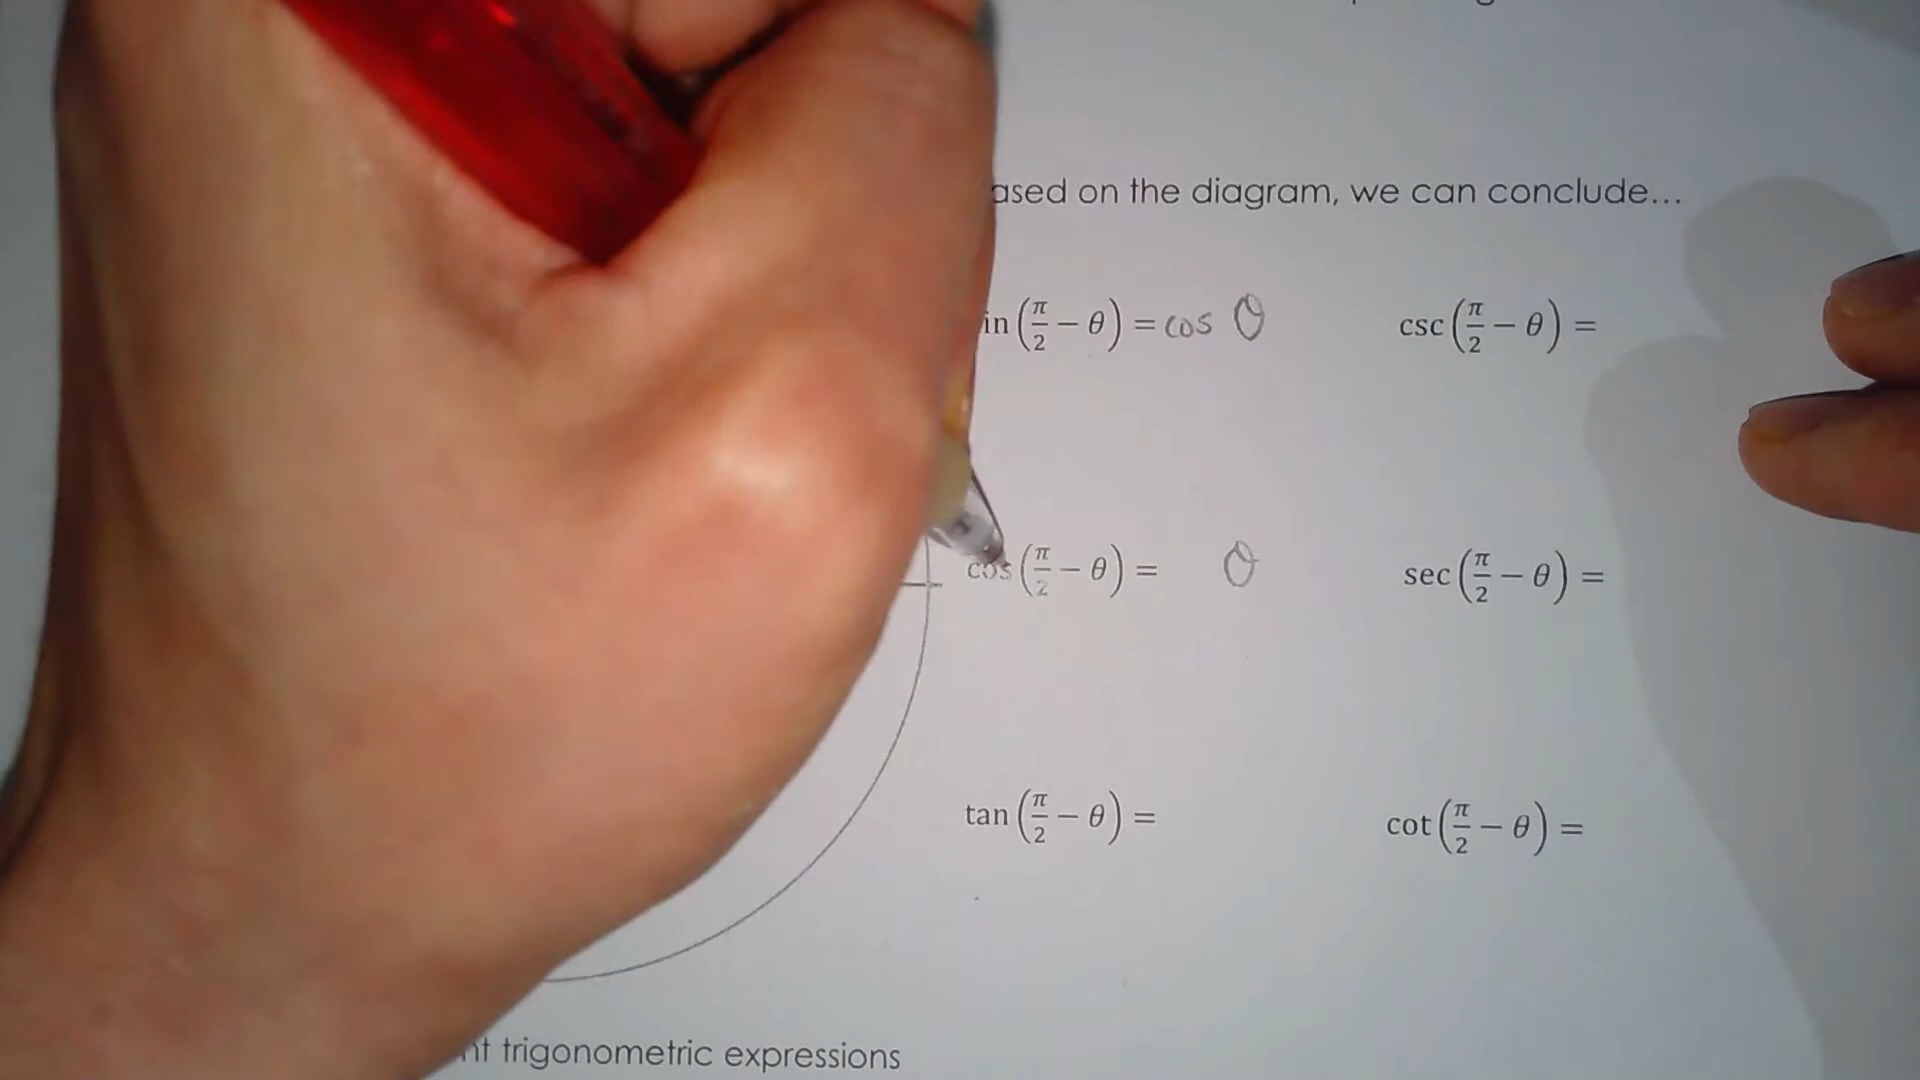 ased on the diagram, we can conclude...
in(π/2 − θ) = cos θ csc(π/2 − θ) =
cos(π/2 − θ) = θ sec(π/2 − θ) =
tan(π/2 − θ) = cot(π/2 − θ) =
nt trigonometric expressions